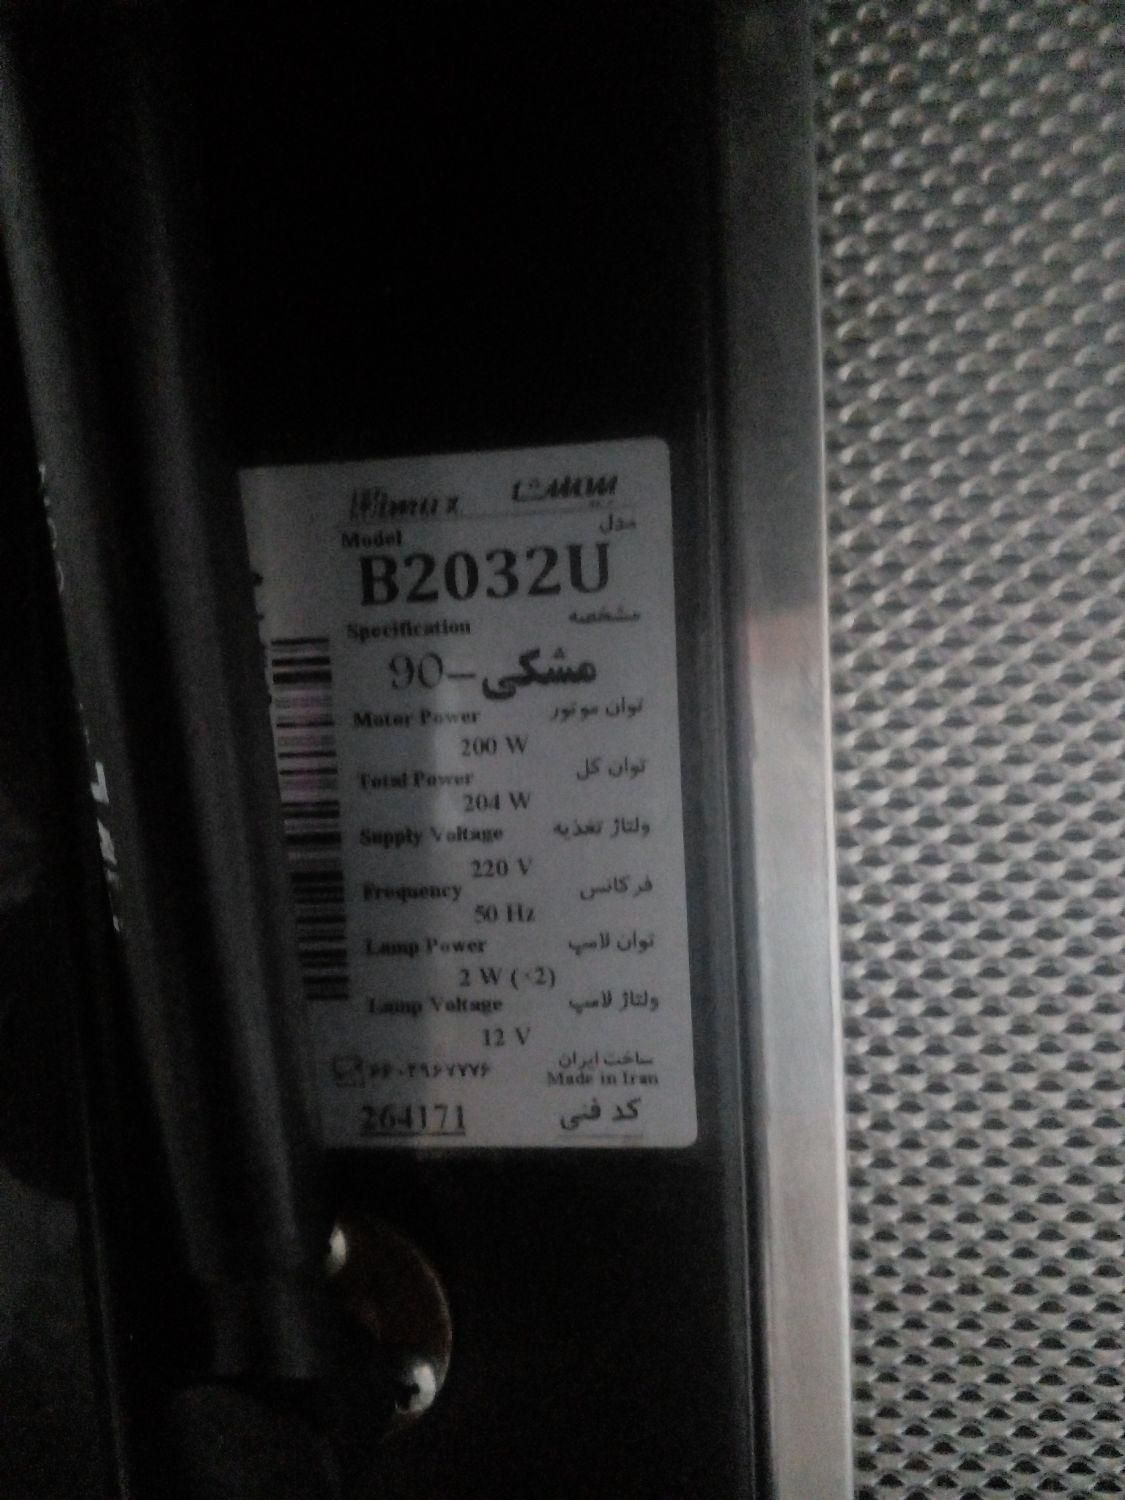 Bimax بیمکث
Model مدل
B2032U
Specification مشخصه
مشکی-90
Motor Power توان موتور
200 W
Total Power توان کل
204 W
Supply Voltage ولتاژ تغذیه
220 V
Frequency فرکانس
50 Hz
Lamp Power توان لامپ
2 W (×2)
Lamp Voltage ولتاژ لامپ
12 V
ساخت ایران
Made in Iran
264171 کد فنی